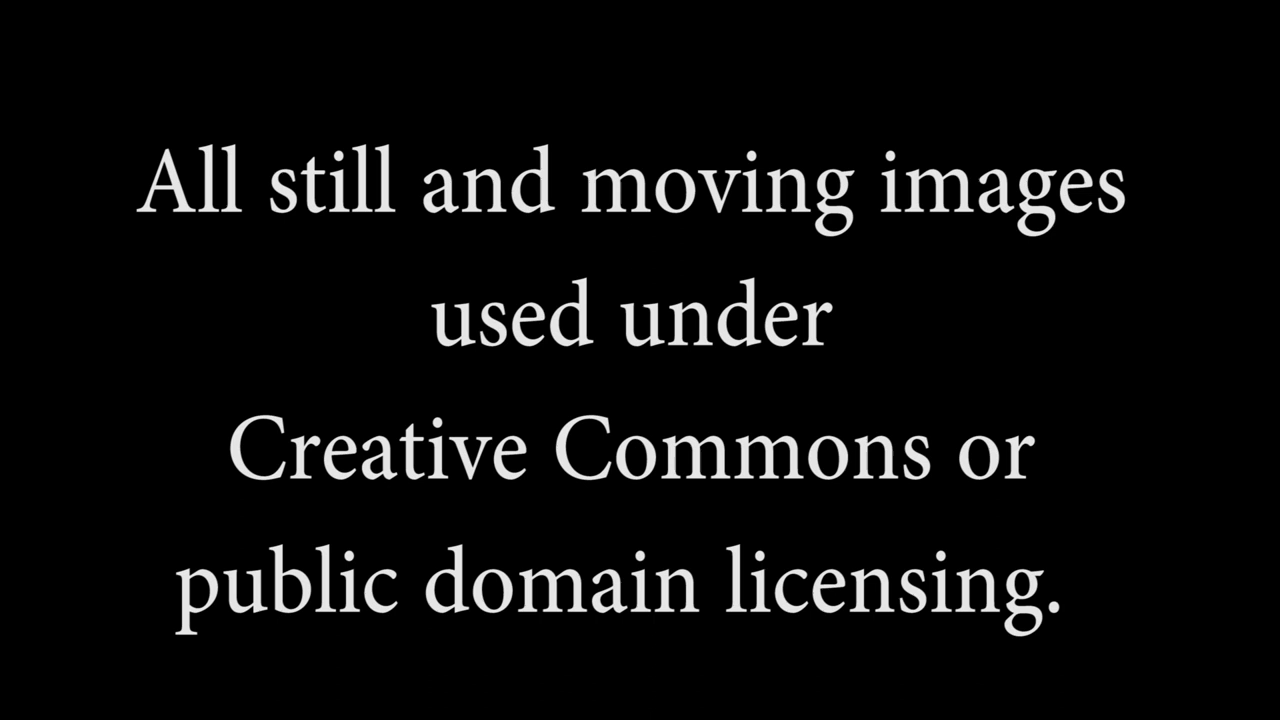 All still and moving images
used under
Creative Commons or
public domain licensing.